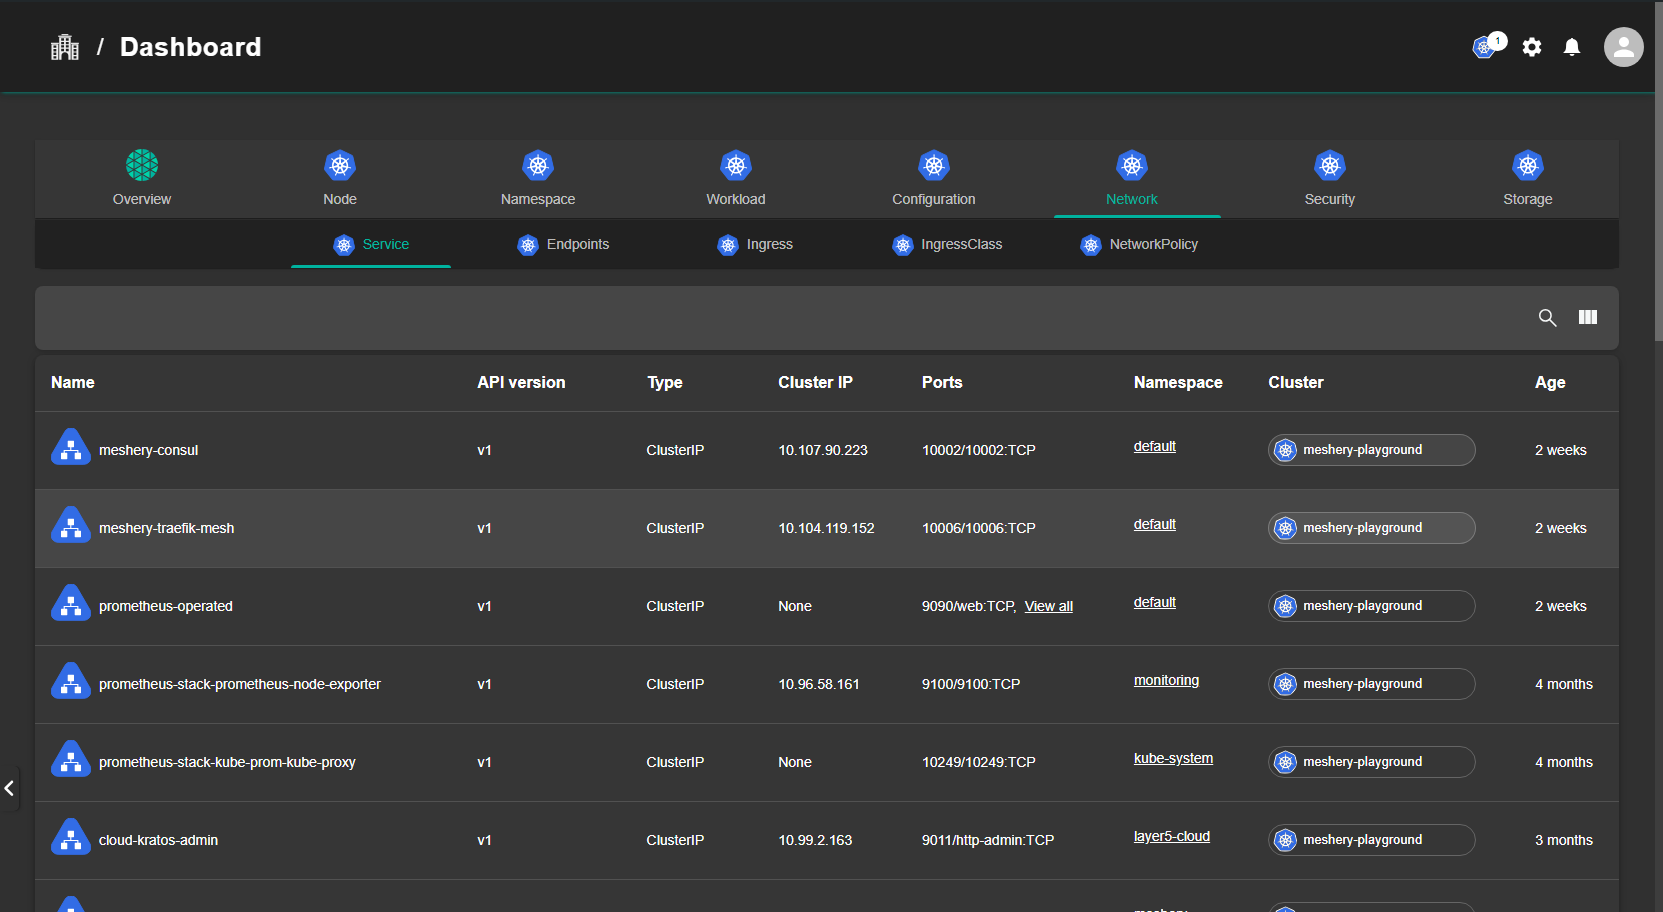 / Dashboard
1
Overview Node Namespace Workload Configuration Network Security Storage
Service Endpoints Ingress IngressClass NetworkPolicy
Name API version Type Cluster IP Ports Namespace Cluster Age
meshery-consul v1 ClusterIP 10.107.90.223 10002/10002:TCP default meshery-playground 2 weeks
meshery-traefik-mesh v1 ClusterIP 10.104.119.152 10006/10006:TCP default meshery-playground 2 weeks
prometheus-operated v1 ClusterIP None 9090/web:TCP, View all default meshery-playground 2 weeks
prometheus-stack-prometheus-node-exporter v1 ClusterIP 10.96.58.161 9100/9100:TCP monitoring meshery-playground 4 months
prometheus-stack-kube-prom-kube-proxy v1 ClusterIP None 10249/10249:TCP kube-system meshery-playground 4 months
cloud-kratos-admin v1 ClusterIP 10.99.2.163 9011/http-admin:TCP layer5-cloud meshery-playground 3 months